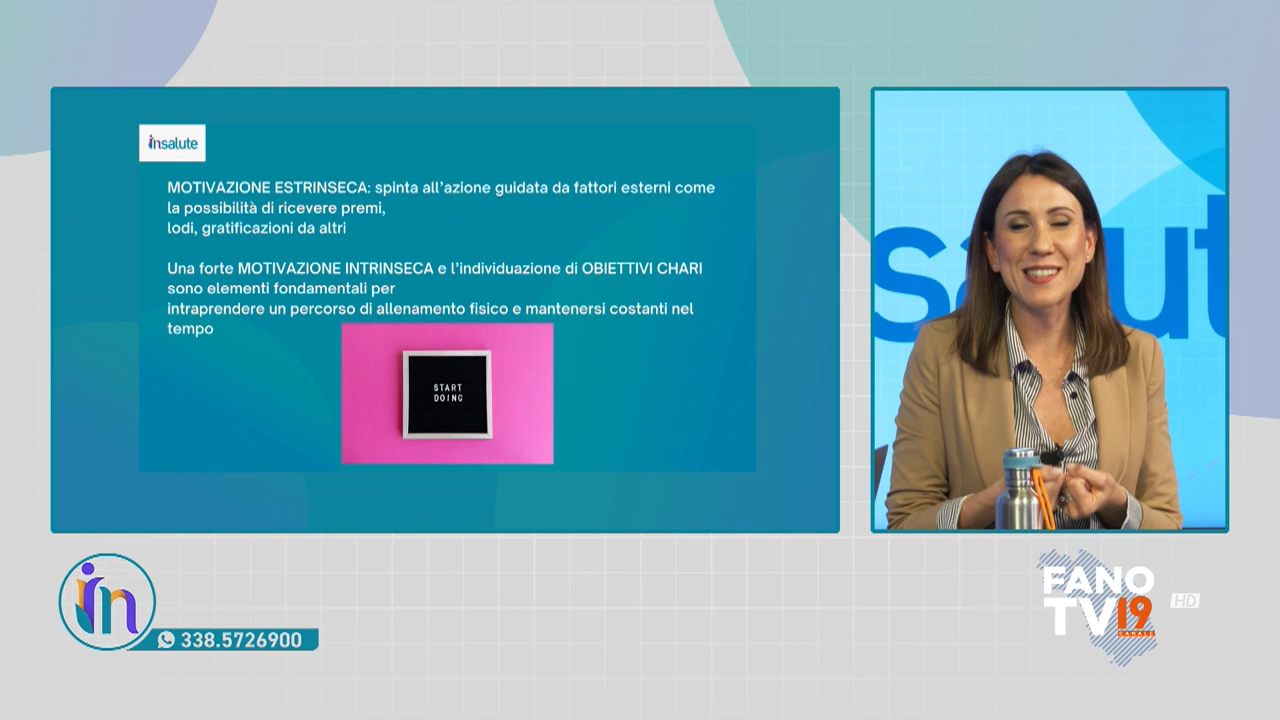 insalute
MOTIVAZIONE ESTRINSECA: spinta all'azione guidata da fattori esterni come
la possibilità di ricevere premi,
lodi, gratificazioni da altri
Una forte MOTIVAZIONE INTRINSECA e l'individuazione di OBIETTIVI CHARI
sono elementi fondamentali per
intraprendere un percorso di allenamento fisico e mantenersi costanti nel
tempo
START
DOING
salut
in
338.5726900
FANO
TV19
CANALE
HD